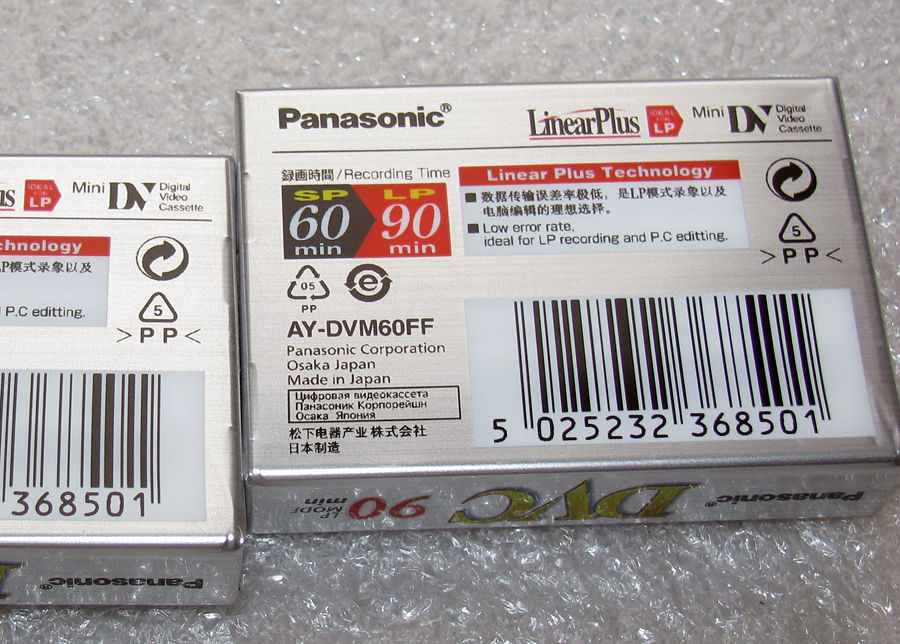 Panasonic®
LinearPlus IDEAL FOR LP Mini DV Digital Video Cassette
録画時間/Recording Time
SP 60 min LP 90 min
Linear Plus Technology
■ 数据传输误差率极低，是LP模式录象以及
电脑编辑的理想选择。
■ Low error rate,
ideal for LP recording and P.C editting.
5
>PP<
05
PP
e
AY-DVM60FF
Panasonic Corporation
Osaka Japan
Made in Japan
Цифровая видеокассета
Панасоник Корпорейшн
Осака Япония
松下电器产业株式会社
日本制造
5 025232 368501
Panasonic®
DVC
90 min
LP MODE
us IDEAL FOR LP Mini DV Digital Video Cassette
chnology
P模式录象以及
P.C editting.
5
>PP<
368501
Panasonic®